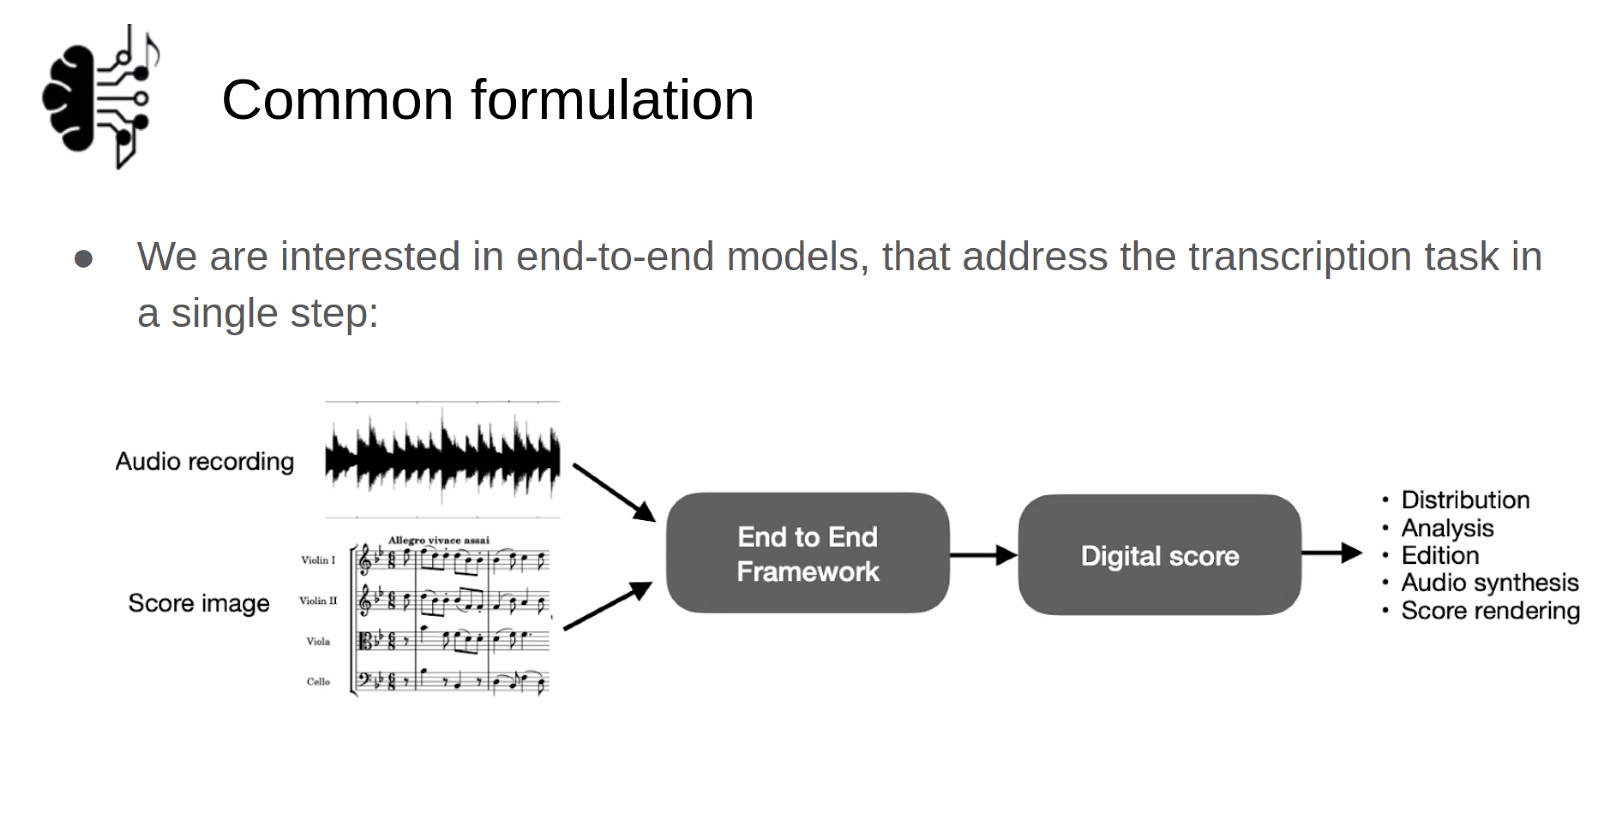 Common formulation
● We are interested in end-to-end models, that address the transcription task in
a single step:
Audio recording
Score image
Allegro vivace assai
Violin I
Violin II
Viola
Cello
End to End
Framework
Digital score
• Distribution
• Analysis
• Edition
• Audio synthesis
• Score rendering